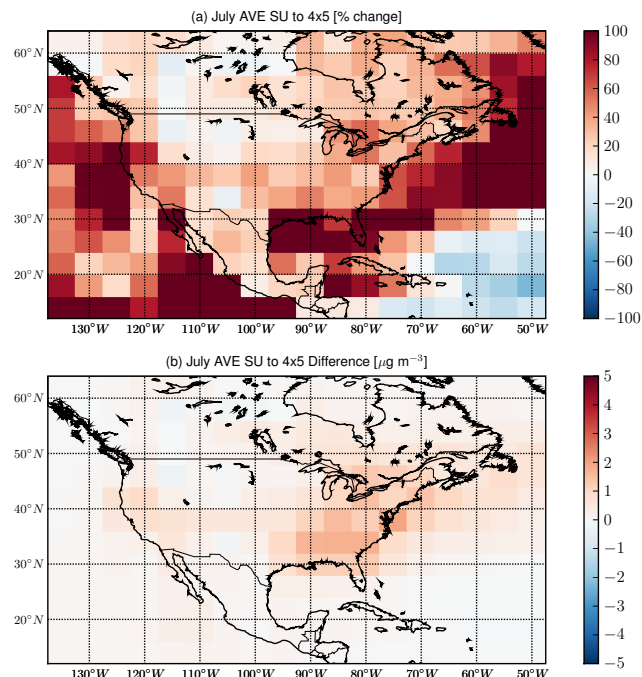 (a) July AVE SU to 4x5 [% change]
60°N
50°N
40°N
30°N
20°N
130°W 120°W 110°W 100°W 90°W 80°W 70°W 60°W 50°W
100
80
60
40
20
0
−20
−40
−60
−80
−100
(b) July AVE SU to 4x5 Difference [μg m⁻³]
60°N
50°N
40°N
30°N
20°N
130°W 120°W 110°W 100°W 90°W 80°W 70°W 60°W 50°W
5
4
3
2
1
0
−1
−2
−3
−4
−5